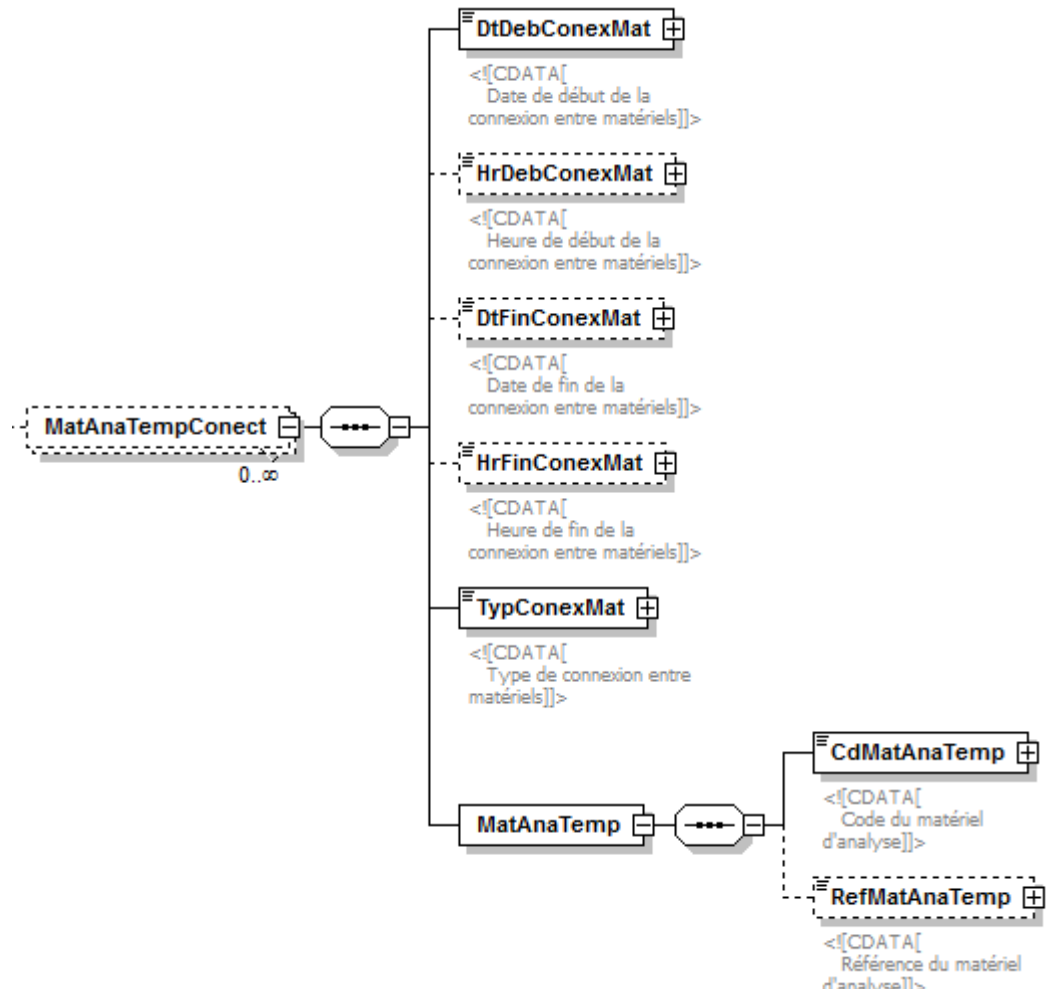 DtDebConexMat
<![CDATA[
Date de début de la
connexion entre matériels]]>
HrDebConexMat
<![CDATA[
Heure de début de la
connexion entre matériels]]>
DtFinConexMat
<![CDATA[
Date de fin de la
connexion entre matériels]]>
MatAnaTempConect
0..∞
HrFinConexMat
<![CDATA[
Heure de fin de la
connexion entre matériels]]>
TypConexMat
<![CDATA[
Type de connexion entre
matériels]]>
MatAnaTemp
CdMatAnaTemp
<![CDATA[
Code du matériel
d'analyse]]>
RefMatAnaTemp
<![CDATA[
Référence du matériel
d'analyse]]>